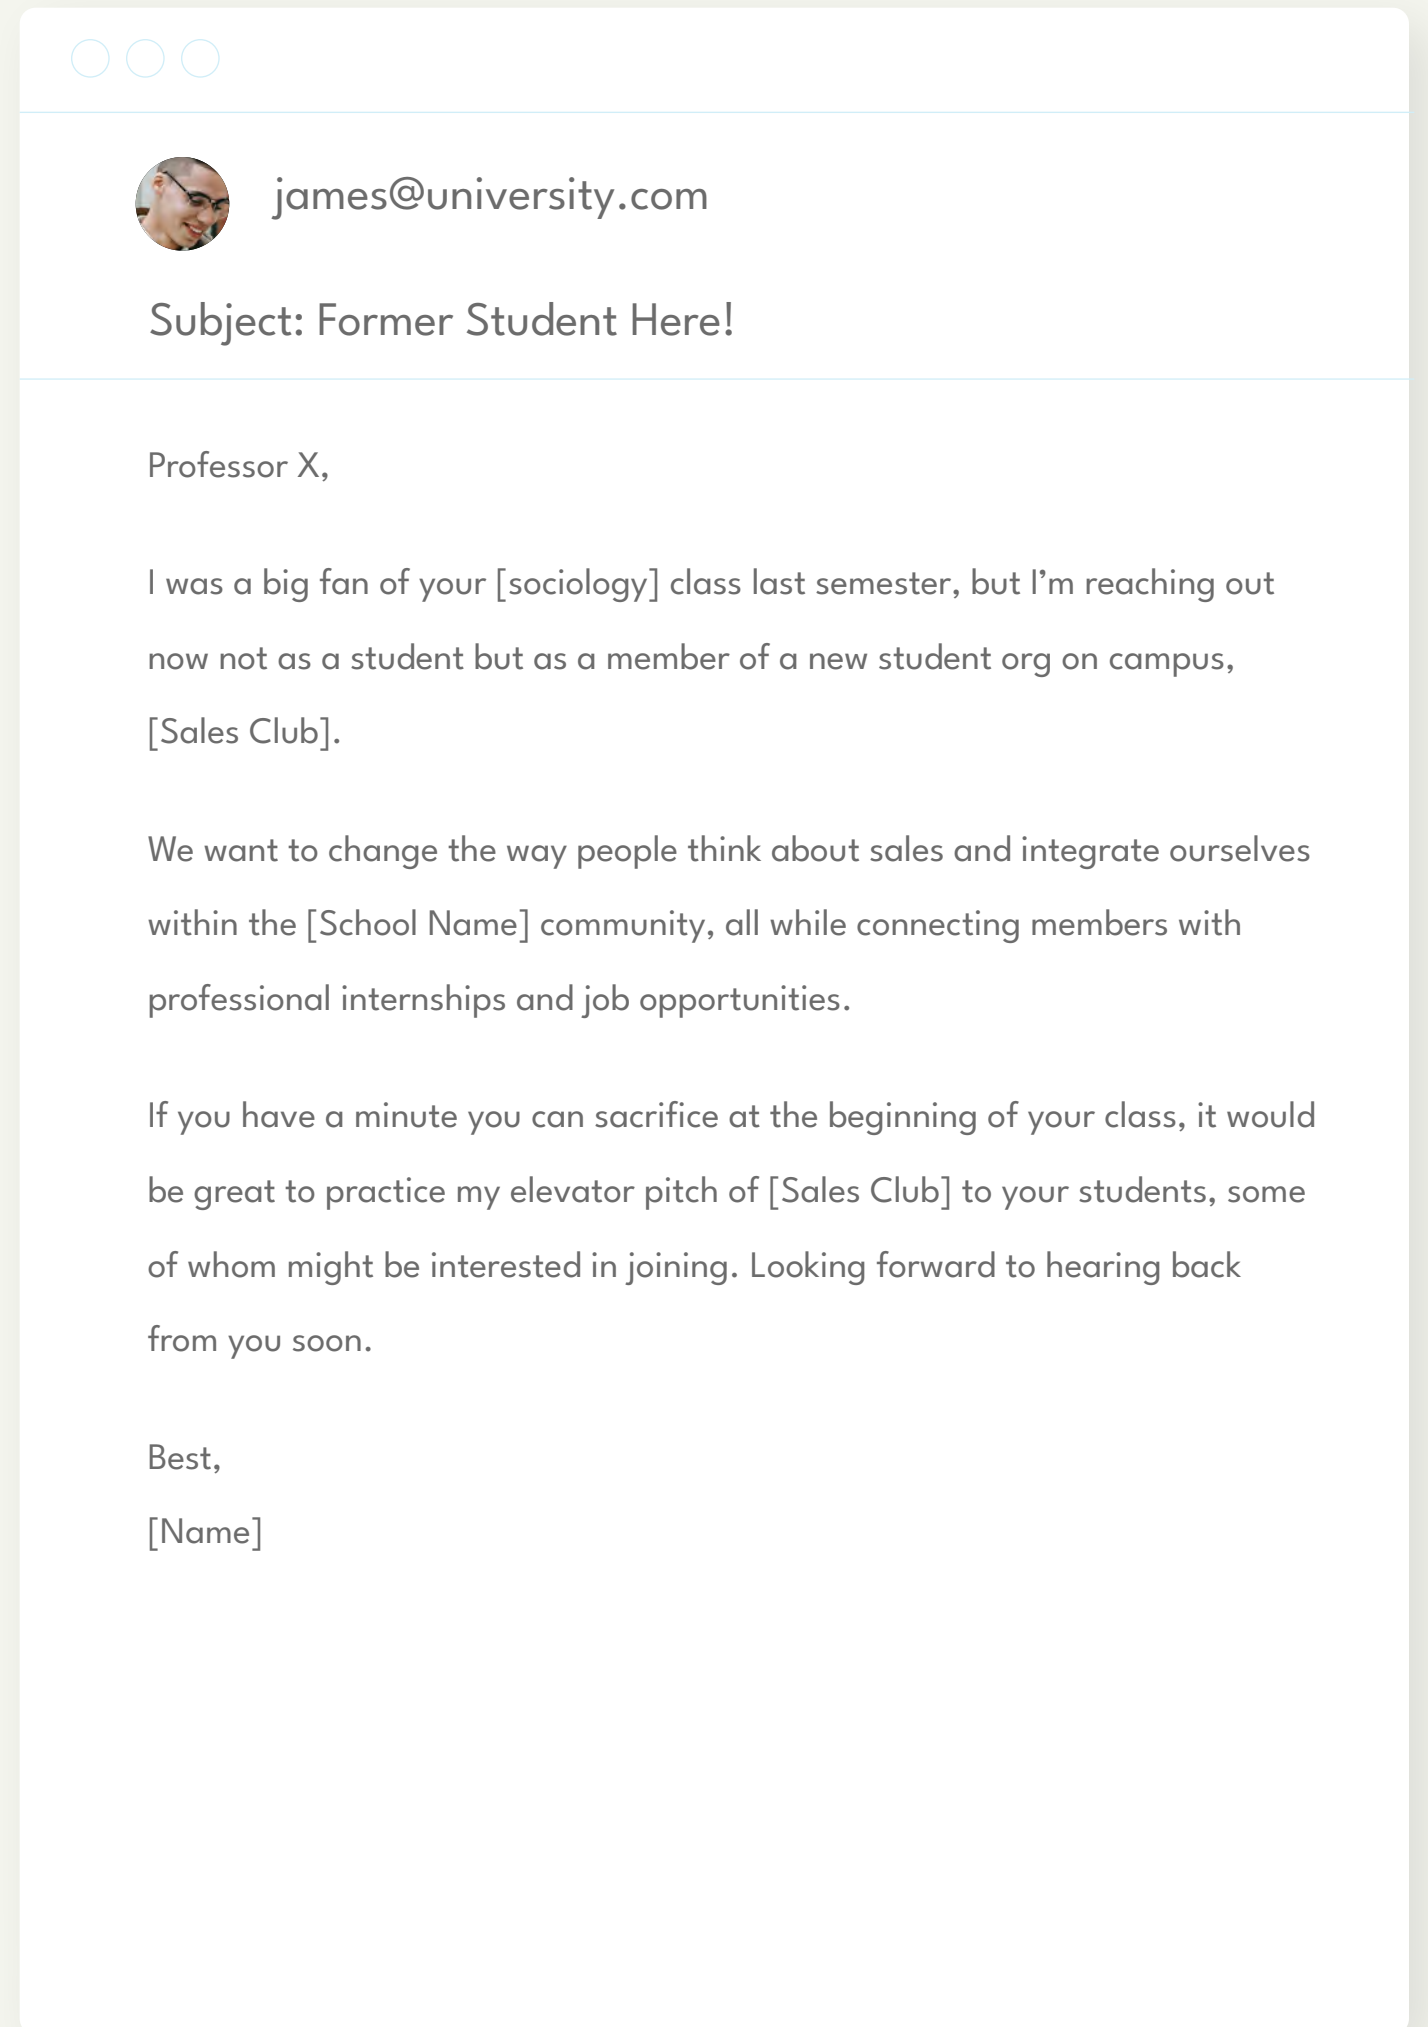 james@university.com
Subject: Former Student Here!
Professor X,
I was a big fan of your [sociology] class last semester, but I’m reaching out
now not as a student but as a member of a new student org on campus,
[Sales Club].
We want to change the way people think about sales and integrate ourselves
within the [School Name] community, all while connecting members with
professional internships and job opportunities.
If you have a minute you can sacrifice at the beginning of your class, it would
be great to practice my elevator pitch of [Sales Club] to your students, some
of whom might be interested in joining. Looking forward to hearing back
from you soon.
Best,
[Name]